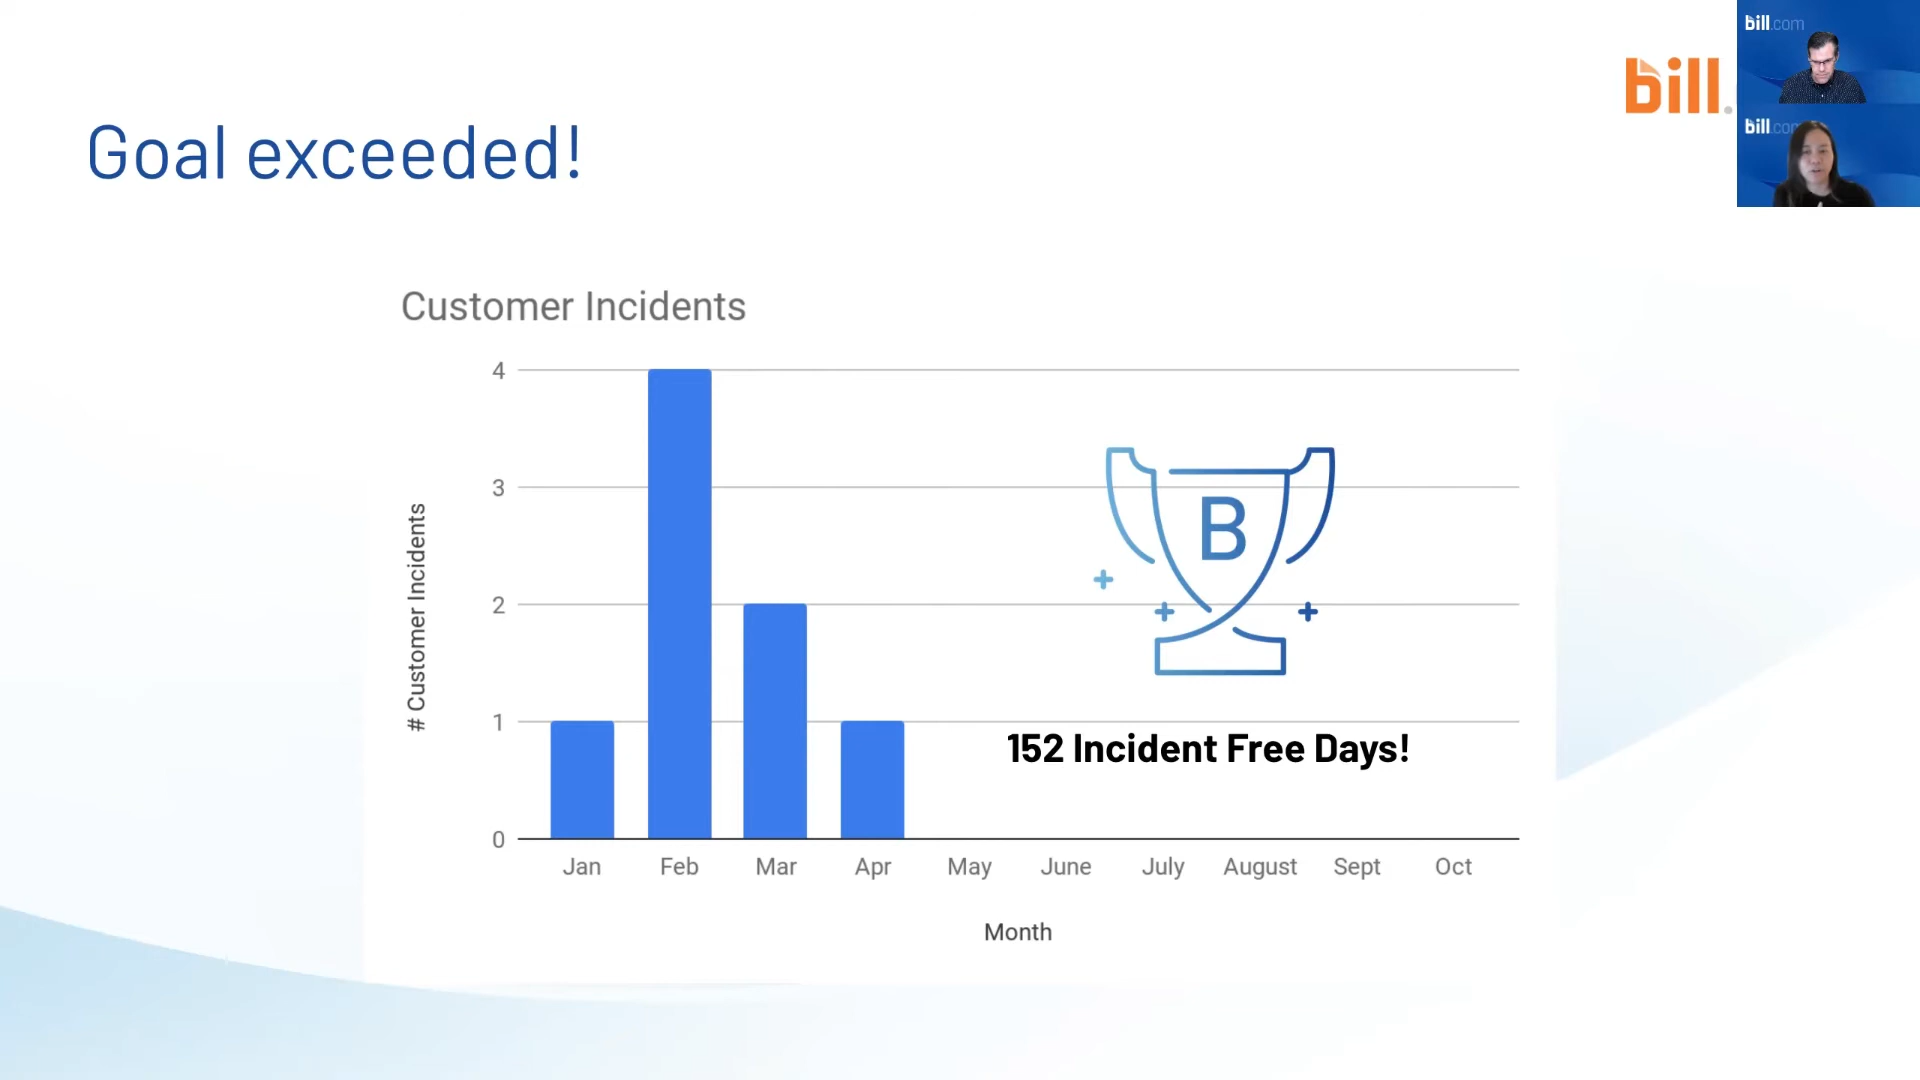 Goal exceeded!
bill.
bill.com
bill.com
Customer Incidents
# Customer Incidents
4
3
2
1
0
B
152 Incident Free Days!
Jan Feb Mar Apr May June July August Sept Oct
Month